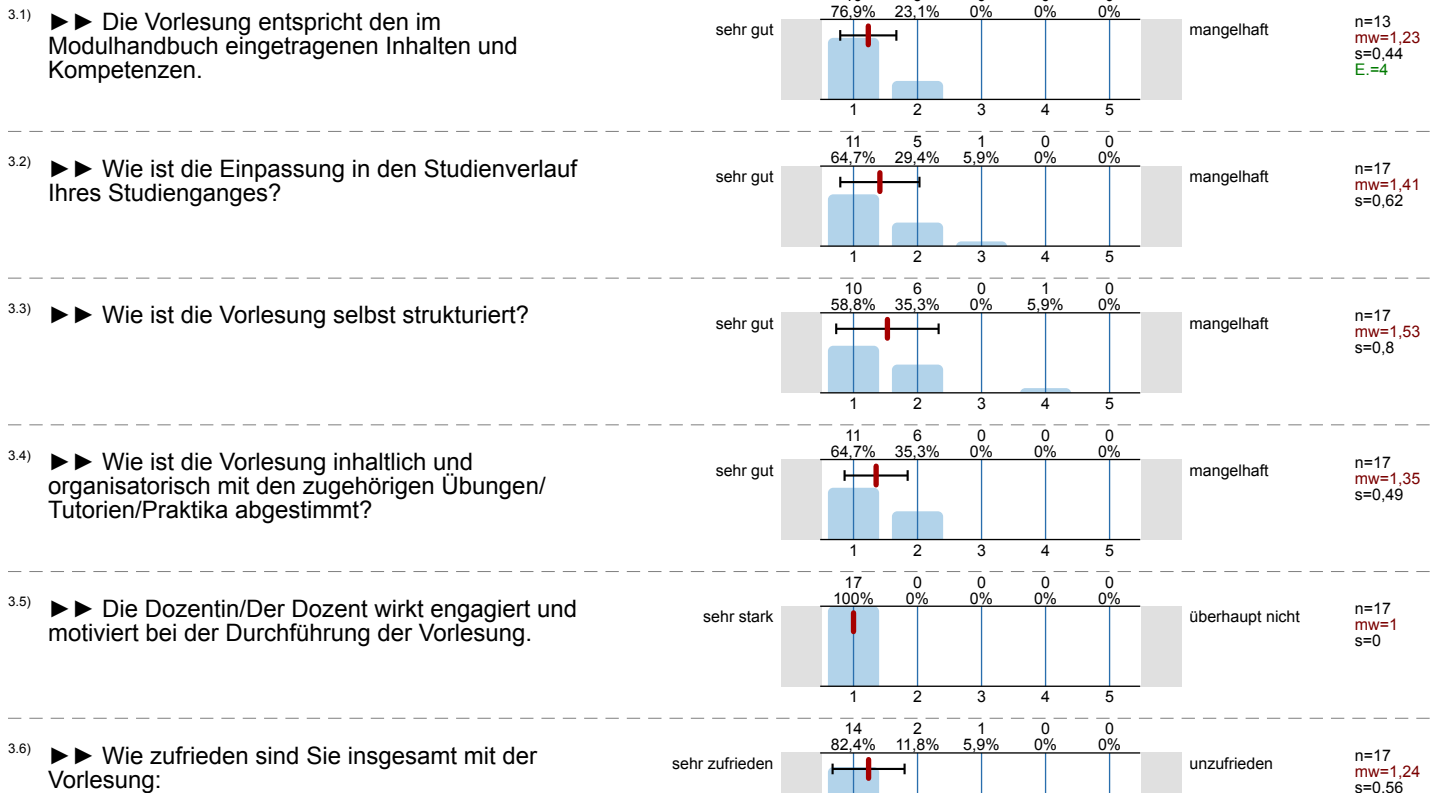 3.1) ►► Die Vorlesung entspricht den im
Modulhandbuch eingetragenen Inhalten und
Kompetenzen.
76,9% 23,1% 0% 0% 0%
sehr gut
mangelhaft
n=13
mw=1,23
s=0,44
E.=4
1 2 3 4 5
3.2) ►► Wie ist die Einpassung in den Studienverlauf
Ihres Studienganges?
11 5 1 0 0
64,7% 29,4% 5,9% 0% 0%
sehr gut
mangelhaft
n=17
mw=1,41
s=0,62
1 2 3 4 5
3.3) ►► Wie ist die Vorlesung selbst strukturiert?
10 6 0 1 0
58,8% 35,3% 0% 5,9% 0%
sehr gut
mangelhaft
n=17
mw=1,53
s=0,8
1 2 3 4 5
3.4) ►► Wie ist die Vorlesung inhaltlich und
organisatorisch mit den zugehörigen Übungen/
Tutorien/Praktika abgestimmt?
11 6 0 0 0
64,7% 35,3% 0% 0% 0%
sehr gut
mangelhaft
n=17
mw=1,35
s=0,49
1 2 3 4 5
3.5) ►► Die Dozentin/Der Dozent wirkt engagiert und
motiviert bei der Durchführung der Vorlesung.
17 0 0 0 0
100% 0% 0% 0% 0%
sehr stark
überhaupt nicht
n=17
mw=1
s=0
1 2 3 4 5
3.6) ►► Wie zufrieden sind Sie insgesamt mit der
Vorlesung:
14 2 1 0 0
82,4% 11,8% 5,9% 0% 0%
sehr zufrieden
unzufrieden
n=17
mw=1,24
s=0,56